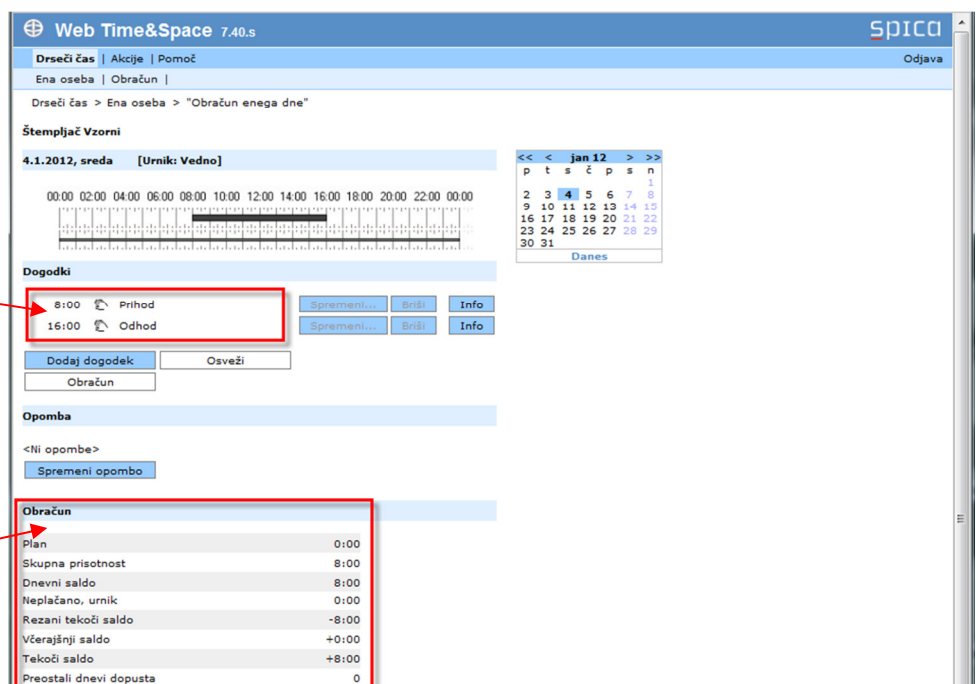 Web Time&Space 7.40.s
spica
Drseči čas | Akcije | Pomoč Odjava
Ena oseba | Obračun |
Drseči čas > Ena oseba > "Obračun enega dne"
Štempljač Vzorni
4.1.2012, sreda [Urnik: Vedno]
00:00 02:00 04:00 06:00 08:00 10:00 12:00 14:00 16:00 18:00 20:00 22:00 00:00
<< < jan 12 > >>
p t s č p s n
1
2 3 4 5 6 7 8
9 10 11 12 13 14 15
16 17 18 19 20 21 22
23 24 25 26 27 28 29
30 31
Danes
Dogodki
8:00 Prihod Spremeni... Briši Info
16:00 Odhod Spremeni... Briši Info
Dodaj dogodek Osveži
Obračun
Opomba
<Ni opombe>
Spremeni opombo
Obračun
Plan 0:00
Skupna prisotnost 8:00
Dnevni saldo 8:00
Neplačano, urnik 0:00
Rezani tekoči saldo -8:00
Včerajšnji saldo +0:00
Tekoči saldo +8:00
Preostali dnevi dopusta 0